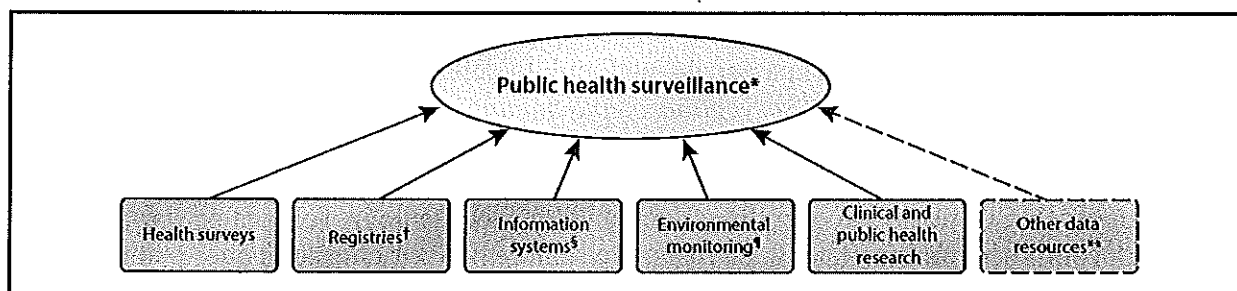 Public health surveillance*
Health surveys
Registries†
Information
systems§
Environmental
monitoring¶
Clinical and
public health
research
Other data
resources**